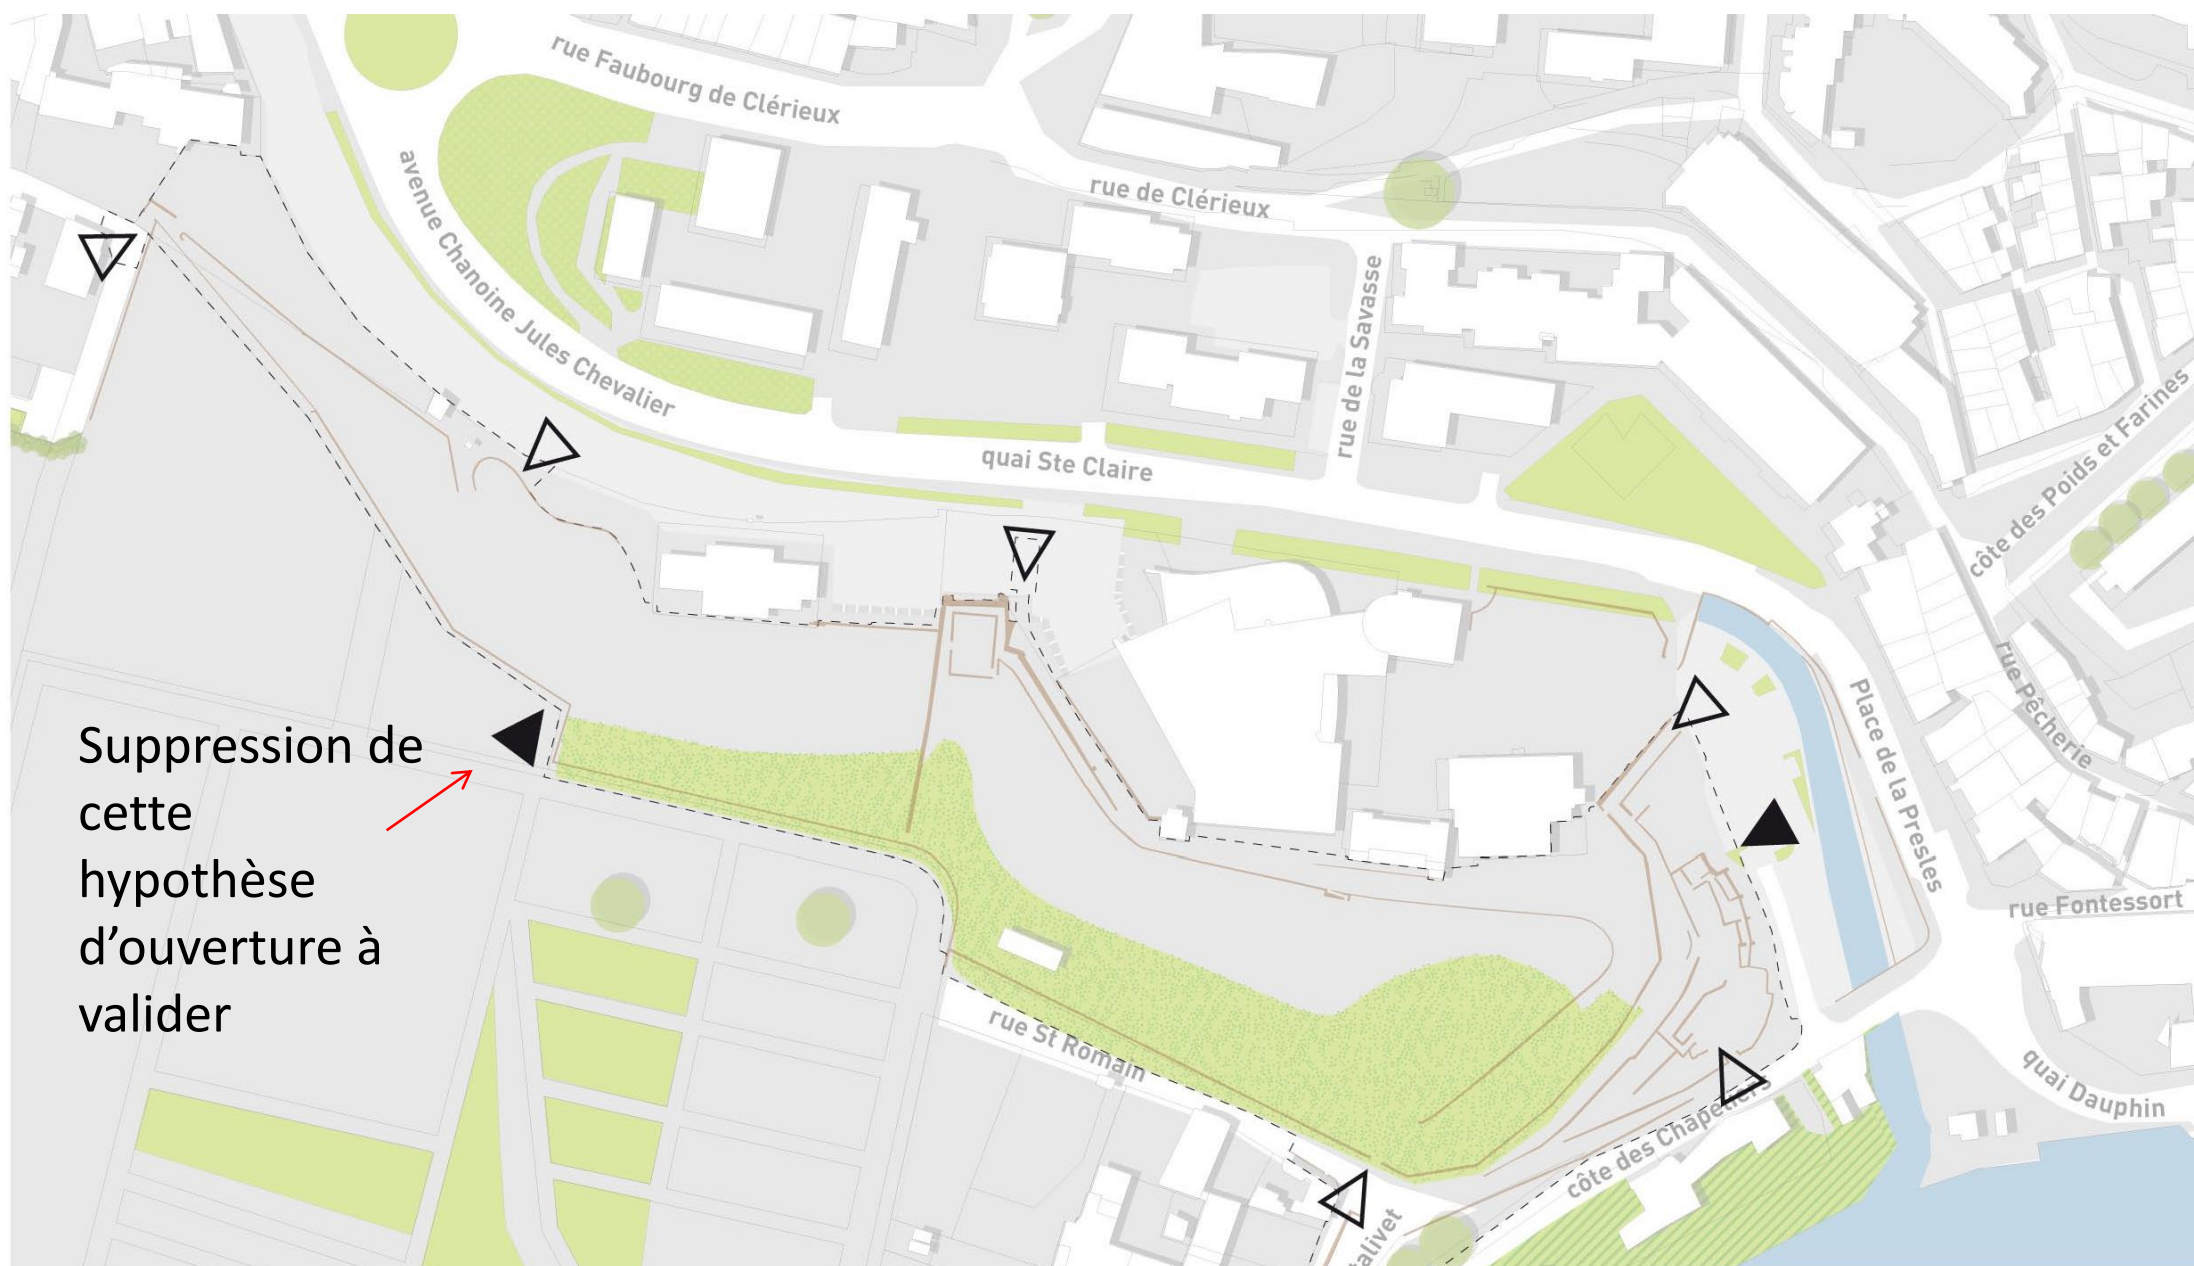 rue Faubourg de Clérieux
avenue Chanoine Jules Chevalier
rue de Clérieux
rue de la Savasse
quai Ste Claire
côte des Poids et Farines
rue Pêcherie
Place de la Presles
rue Fontessort
quai Dauphin
Suppression de
cette
hypothèse
d’ouverture à
valider
rue St Romain
côte des Chapeliers